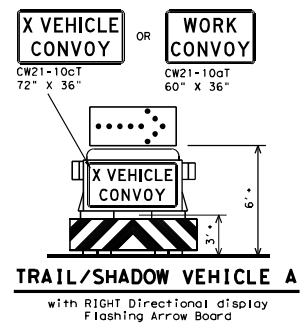 X VEHICLE
CONVOY
OR
WORK
CONVOY
CW21-10cT
72" X 36"
CW21-10aT
60" X 36"
X VEHICLE
CONVOY
3'+
6'+
TRAIL/SHADOW VEHICLE A
with RIGHT Directional display
Flashing Arrow Board